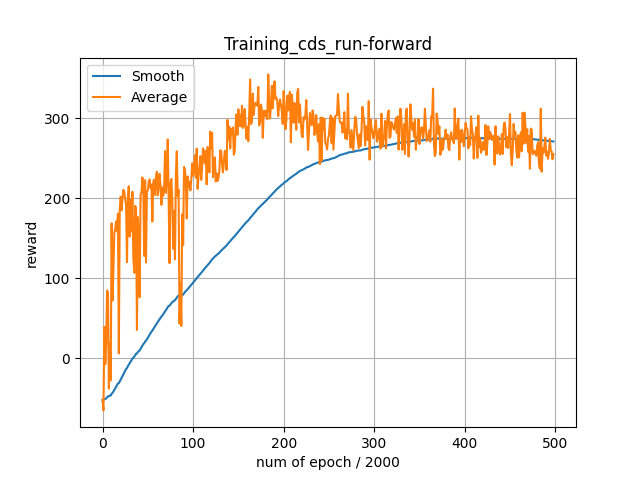 Training_cds_run-forward
Smooth
Average
300
200
100
0
reward
0 100 200 300 400 500
num of epoch / 2000